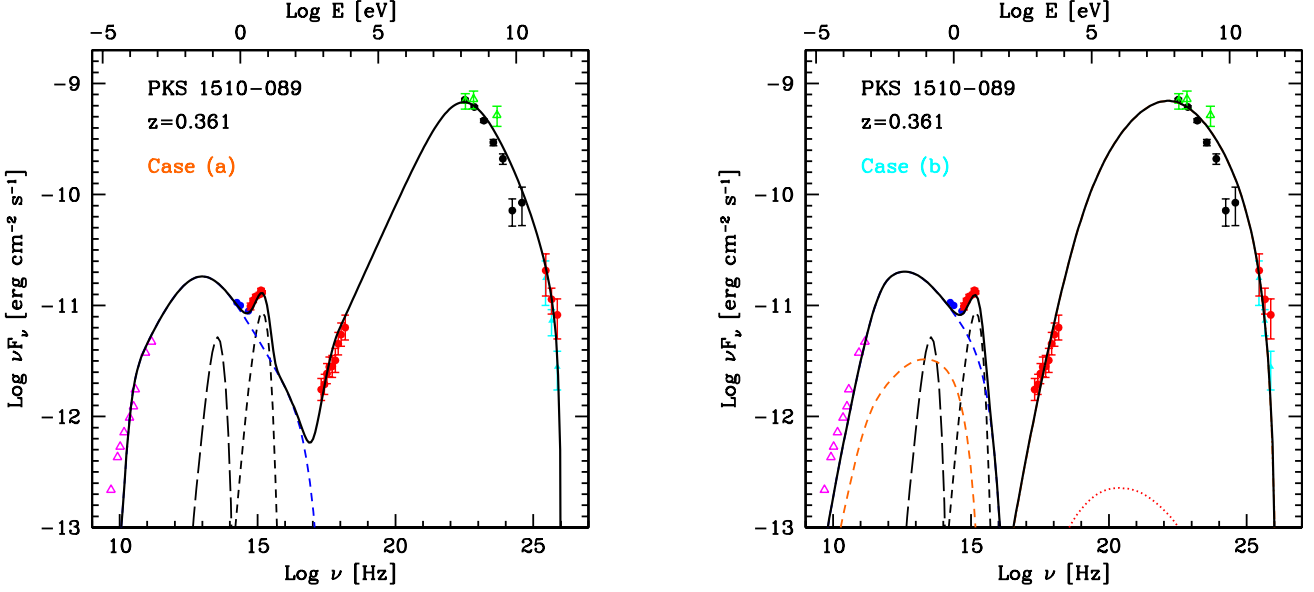 Log E [eV]
−5 0 5 10
PKS 1510−089
z=0.361
Case (a)
−9
−10
−11
−12
−13
Log νFν [erg cm−2 s−1]
10 15 20 25
Log ν [Hz]
Log E [eV]
−5 0 5 10
PKS 1510−089
z=0.361
Case (b)
−9
−10
−11
−12
−13
Log νFν [erg cm−2 s−1]
10 15 20 25
Log ν [Hz]